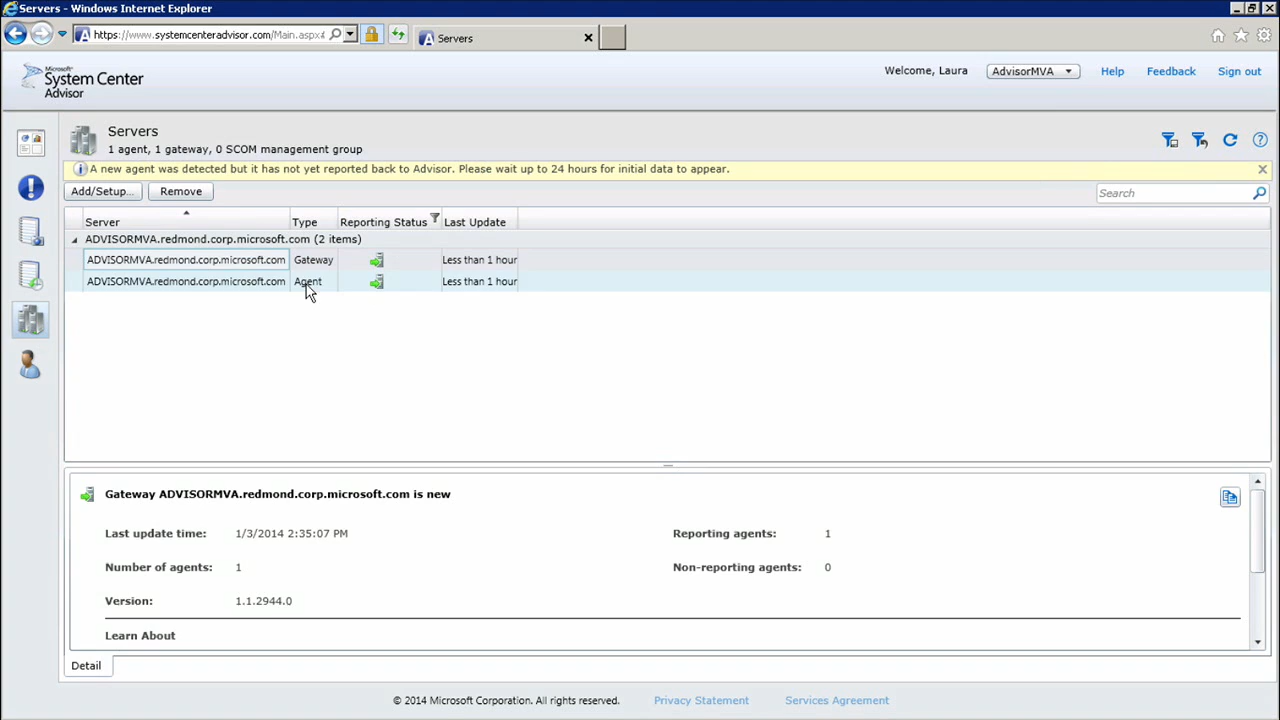 Servers - Windows Internet Explorer
https://www.systemcenteradvisor.com/Main.aspx
Servers
Microsoft
System Center
Advisor
Welcome, Laura
AdvisorMVA
Help
Feedback
Sign out
Servers
1 agent, 1 gateway, 0 SCOM management group
A new agent was detected but it has not yet reported back to Advisor. Please wait up to 24 hours for initial data to appear.
Add/Setup...
Remove
Search
Server
Type
Reporting Status
Last Update
ADVISORMVA.redmond.corp.microsoft.com (2 items)
ADVISORMVA.redmond.corp.microsoft.com Gateway Less than 1 hour
ADVISORMVA.redmond.corp.microsoft.com Agent Less than 1 hour
Gateway ADVISORMVA.redmond.corp.microsoft.com is new
Last update time: 1/3/2014 2:35:07 PM
Reporting agents: 1
Number of agents: 1
Non-reporting agents: 0
Version: 1.1.2944.0
Learn About
Detail
© 2014 Microsoft Corporation. All rights reserved.
Privacy Statement
Services Agreement